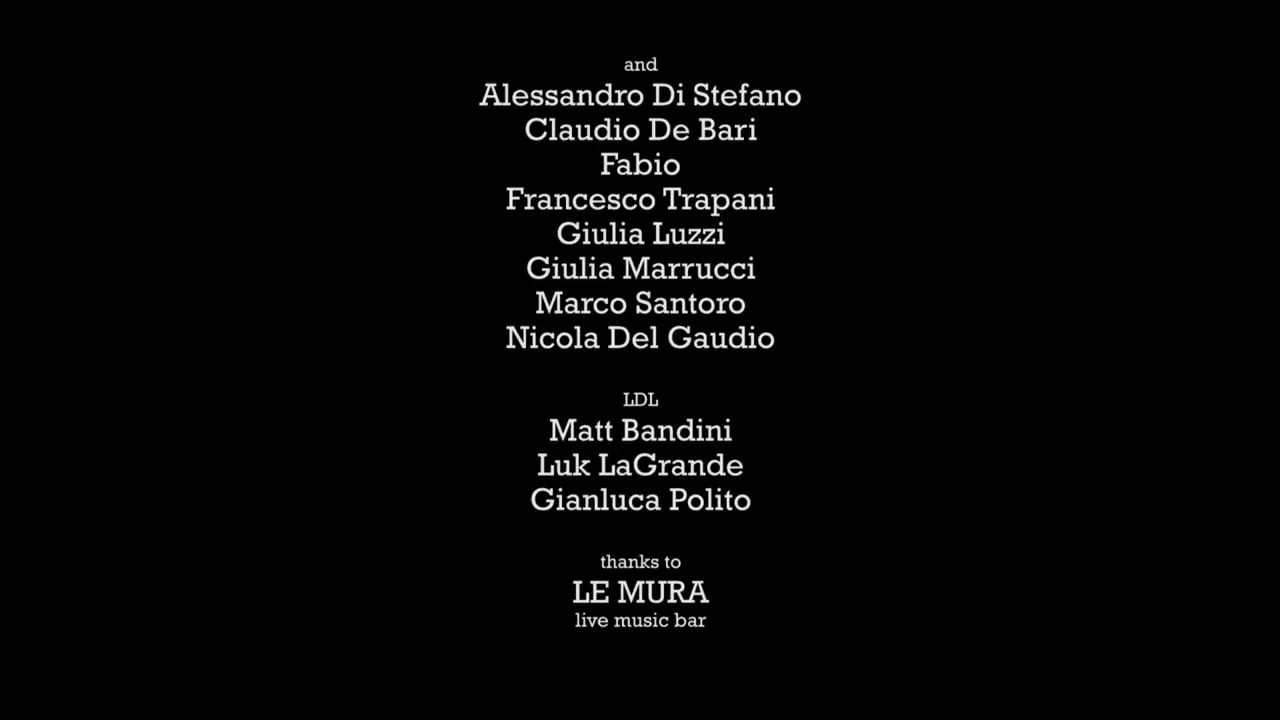 and
Alessandro Di Stefano
Claudio De Bari
Fabio
Francesco Trapani
Giulia Luzzi
Giulia Marrucci
Marco Santoro
Nicola Del Gaudio
LDL
Matt Bandini
Luk LaGrande
Gianluca Polito
thanks to
LE MURA
live music bar